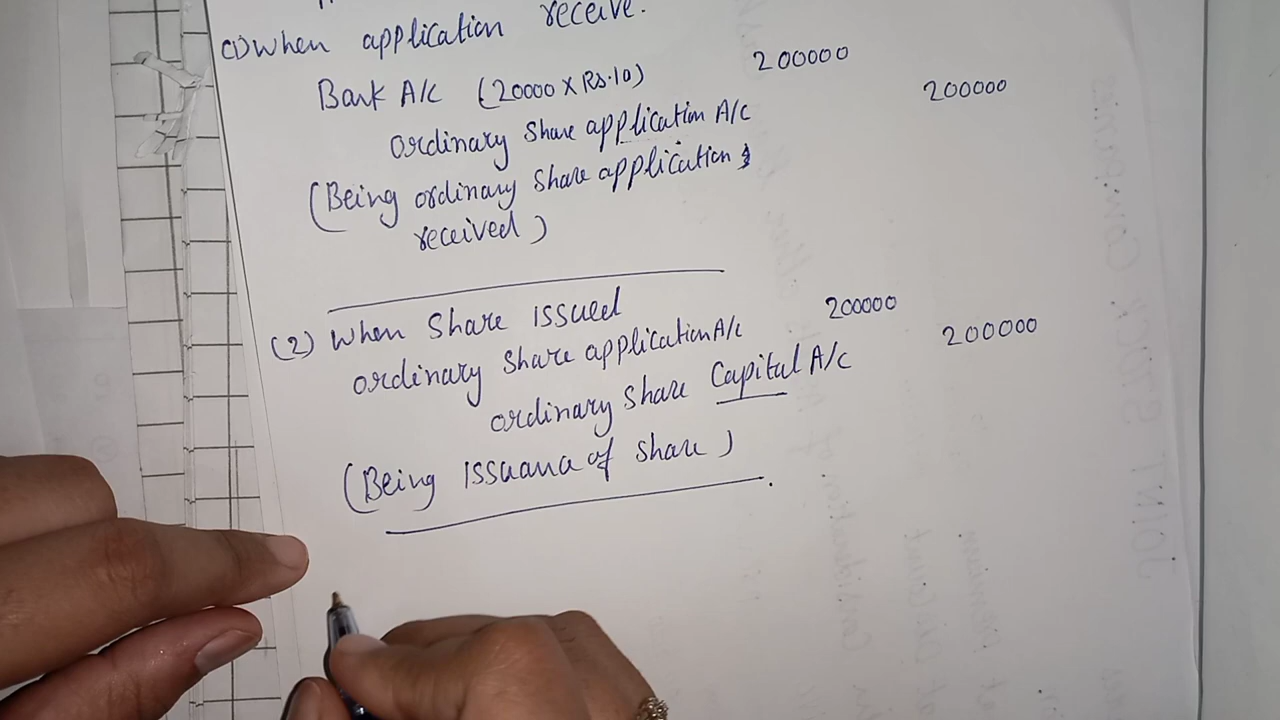 (1) When application receive.
Bank A/C (20000 X Rs.10) 200000
ordinary share application A/C 200000
(Being ordinary share application
received)
(2) When share issued
ordinary share application A/C 200000
ordinary share Capital A/C 200000
(Being issuana of share)